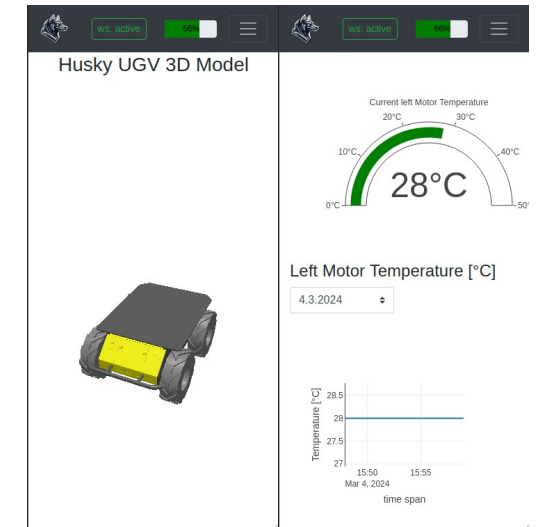 ws: active
66%
Husky UGV 3D Model
ws: active
66%
Current left Motor Temperature
0°C
10°C
20°C
30°C
40°C
50°
28°C
Left Motor Temperature [°C]
4.3.2024
Temperature [°C]
28.5
28
27.5
27
15:50
15:55
Mar 4, 2024
time span